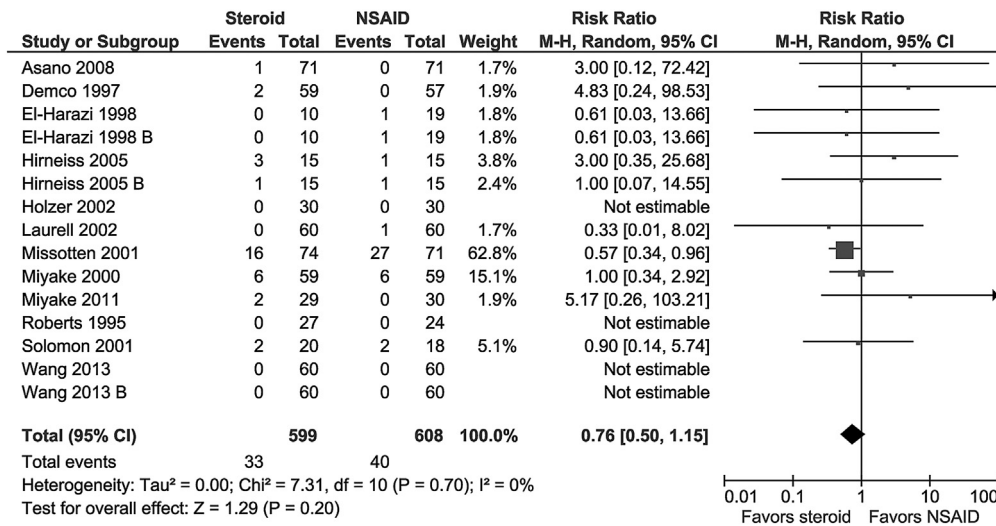 Steroid NSAID Risk Ratio Risk Ratio
Study or Subgroup Events Total Events Total Weight M-H, Random, 95% CI M-H, Random, 95% CI
Asano 2008 1 71 0 71 1.7% 3.00 [0.12, 72.42]
Demco 1997 2 59 0 57 1.9% 4.83 [0.24, 98.53]
El-Harazi 1998 0 10 1 19 1.8% 0.61 [0.03, 13.66]
El-Harazi 1998 B 0 10 1 19 1.8% 0.61 [0.03, 13.66]
Hirneiss 2005 3 15 1 15 3.8% 3.00 [0.35, 25.68]
Hirneiss 2005 B 1 15 1 15 2.4% 1.00 [0.07, 14.55]
Holzer 2002 0 30 0 30 Not estimable
Laurell 2002 0 60 1 60 1.7% 0.33 [0.01, 8.02]
Missotten 2001 16 74 27 71 62.8% 0.57 [0.34, 0.96]
Miyake 2000 6 59 6 59 15.1% 1.00 [0.34, 2.92]
Miyake 2011 2 29 0 30 1.9% 5.17 [0.26, 103.21]
Roberts 1995 0 27 0 24 Not estimable
Solomon 2001 2 20 2 18 5.1% 0.90 [0.14, 5.74]
Wang 2013 0 60 0 60 Not estimable
Wang 2013 B 0 60 0 60 Not estimable
Total (95% CI) 599 608 100.0% 0.76 [0.50, 1.15]
Total events 33 40
Heterogeneity: Tau² = 0.00; Chi² = 7.31, df = 10 (P = 0.70); I² = 0%
Test for overall effect: Z = 1.29 (P = 0.20)
0.01 0.1 1 10 100
Favors steroid Favors NSAID